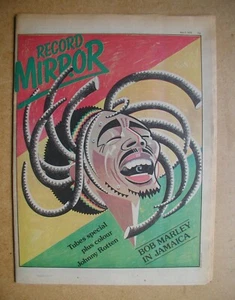 RECORD
MIRROR
Tubes special
plus colour
Johnny Rotten
BOB MARLEY
IN JAMAICA